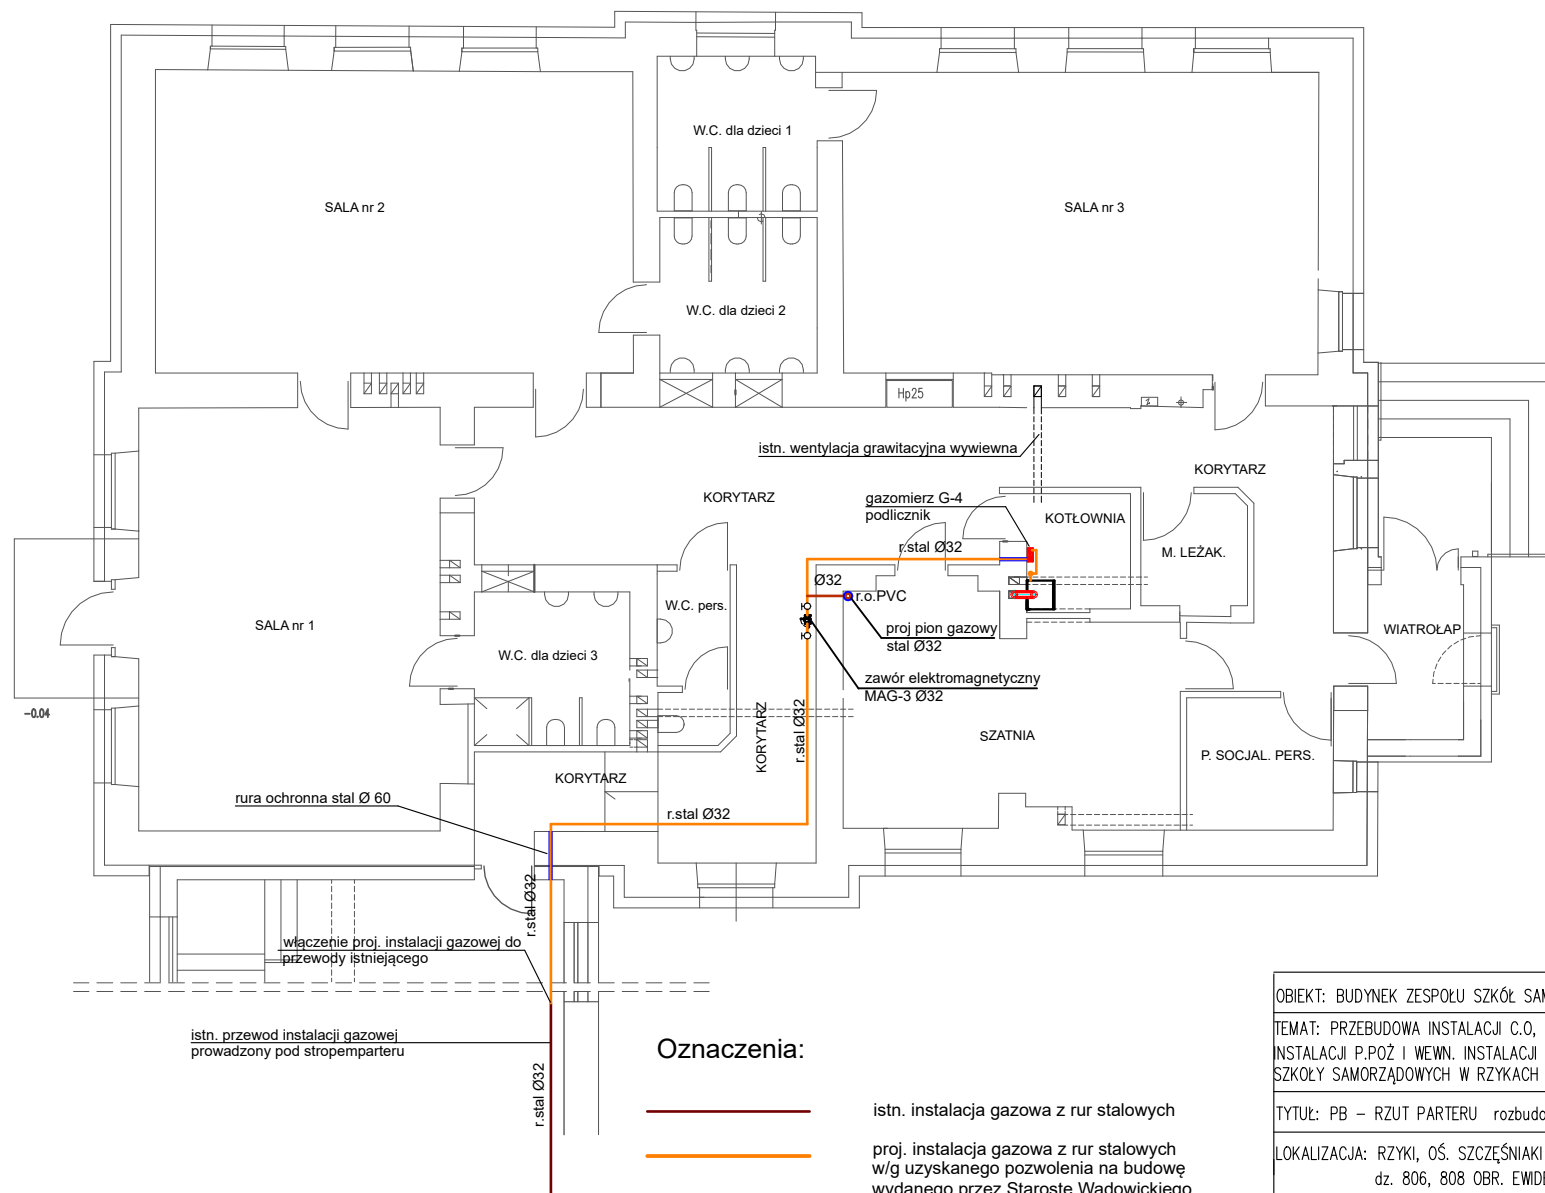 W.C. dla dzieci 1
SALA nr 2
SALA nr 3
W.C. dla dzieci 2
Hp25
istn. wentylacja grawitacyjna wywiewna
KORYTARZ
KORYTARZ
gazomierz G-4
podlicznik
KOTŁOWNIA
r.stal Ø32
M. LEŻAK.
Ø32
r.o.PVC
W.C. pers.
SALA nr 1
proj pion gazowy
stal Ø32
WIATROŁAP
W.C. dla dzieci 3
zawór elektromagnetyczny
MAG-3 Ø32
-0.04
KORYTARZ
r.stal Ø32
SZATNIA
P. SOCJAL. PERS.
KORYTARZ
rura ochronna stal Ø 60
r.stal Ø32
r.stal Ø32
włączenie proj. instalacji gazowej do
przewody istniejącego
istn. przewod instalacji gazowej
prowadzony pod stropemparteru
r.stal Ø32
Oznaczenia:
istn. instalacja gazowa z rur stalowych
proj. instalacja gazowa z rur stalowych
w/g uzyskanego pozwolenia na budowę
wydanego przez Starostę Wadowickiego
OBIEKT: BUDYNEK ZESPOŁU SZKÓŁ SAM
TEMAT: PRZEBUDOWA INSTALACJI C.O,
INSTALACJI P.POŻ I WEWN. INSTALACJI
SZKOŁY SAMORZĄDOWYCH W RZYKACH
TYTUŁ: PB – RZUT PARTERU rozbudo
LOKALIZACJA: RZYKI, OŚ. SZCZĘŚNIAKI
dz. 806, 808 OBR. EWIDE